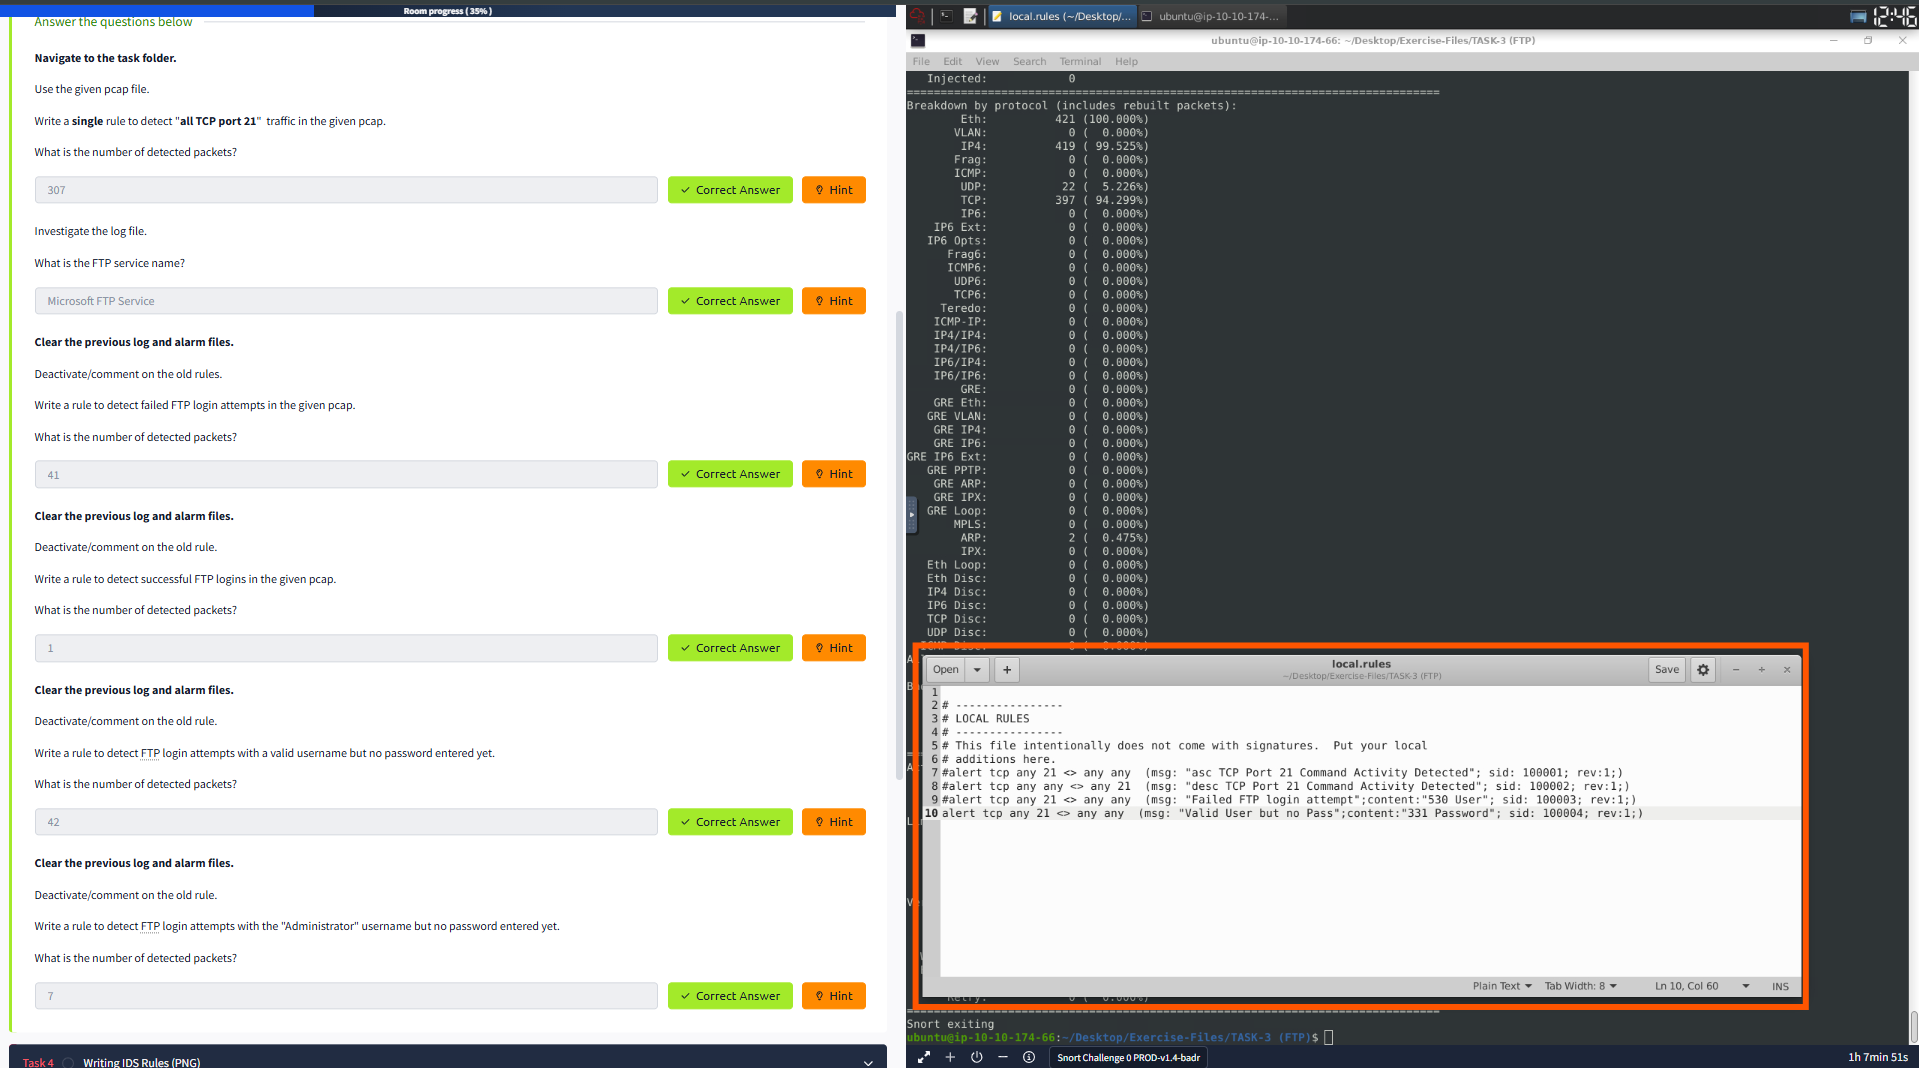 Room progress ( 35% )
Answer the questions below
Navigate to the task folder.
Use the given pcap file.
Write a single rule to detect "all TCP port 21"  traffic in the given pcap.
What is the number of detected packets?
307
Correct Answer
Hint
Investigate the log file.
What is the FTP service name?
Microsoft FTP Service
Correct Answer
Hint
Clear the previous log and alarm files.
Deactivate/comment on the old rules.
Write a rule to detect failed FTP login attempts in the given pcap.
What is the number of detected packets?
41
Correct Answer
Hint
Clear the previous log and alarm files.
Deactivate/comment on the old rule.
Write a rule to detect successful FTP logins in the given pcap.
What is the number of detected packets?
1
Correct Answer
Hint
Clear the previous log and alarm files.
Deactivate/comment on the old rule.
Write a rule to detect FTP login attempts with a valid username but no password entered yet.
What is the number of detected packets?
42
Correct Answer
Hint
Clear the previous log and alarm files.
Deactivate/comment on the old rule.
Write a rule to detect FTP login attempts with the "Administrator" username but no password entered yet.
What is the number of detected packets?
7
Correct Answer
Hint
Task 4 Writing IDS Rules (PNG)
local.rules (~/Desktop/... ubuntu@ip-10-10-174-... 12:46
ubuntu@ip-10-10-174-66: ~/Desktop/Exercise-Files/TASK-3 (FTP)
File Edit View Search Terminal Help
Injected: 0
===============================================================================
Breakdown by protocol (includes rebuilt packets):
Eth: 421 (100.000%)
VLAN: 0 (  0.000%)
IP4: 419 ( 99.525%)
Frag: 0 (  0.000%)
ICMP: 0 (  0.000%)
UDP: 22 (  5.226%)
TCP: 397 ( 94.299%)
IP6: 0 (  0.000%)
IP6 Ext: 0 (  0.000%)
IP6 Opts: 0 (  0.000%)
Frag6: 0 (  0.000%)
ICMP6: 0 (  0.000%)
UDP6: 0 (  0.000%)
TCP6: 0 (  0.000%)
Teredo: 0 (  0.000%)
ICMP-IP: 0 (  0.000%)
IP4/IP4: 0 (  0.000%)
IP4/IP6: 0 (  0.000%)
IP6/IP4: 0 (  0.000%)
IP6/IP6: 0 (  0.000%)
GRE: 0 (  0.000%)
GRE Eth: 0 (  0.000%)
GRE VLAN: 0 (  0.000%)
GRE IP4: 0 (  0.000%)
GRE IP6: 0 (  0.000%)
GRE IP6 Ext: 0 (  0.000%)
GRE PPTP: 0 (  0.000%)
GRE ARP: 0 (  0.000%)
GRE IPX: 0 (  0.000%)
GRE Loop: 0 (  0.000%)
MPLS: 0 (  0.000%)
ARP: 2 (  0.475%)
IPX: 0 (  0.000%)
Eth Loop: 0 (  0.000%)
Eth Disc: 0 (  0.000%)
IP4 Disc: 0 (  0.000%)
IP6 Disc: 0 (  0.000%)
TCP Disc: 0 (  0.000%)
UDP Disc: 0 (  0.000%)
Open + local.rules Save
~/Desktop/Exercise-Files/TASK-3 (FTP)
1
2 # ----------------
3 # LOCAL RULES
4 # ----------------
5 # This file intentionally does not come with signatures.  Put your local
6 # additions here.
7 #alert tcp any 21 <> any any  (msg: "asc TCP Port 21 Command Activity Detected"; sid: 100001; rev:1;)
8 #alert tcp any any <> any 21  (msg: "desc TCP Port 21 Command Activity Detected"; sid: 100002; rev:1;)
9 #alert tcp any 21 <> any any  (msg: "Failed FTP login attempt";content:"530 User"; sid: 100003; rev:1;)
10 alert tcp any 21 <> any any  (msg: "Valid User but no Pass";content:"331 Password"; sid: 100004; rev:1;)
Plain Text Tab Width: 8 Ln 10, Col 60 INS
Retry: 0 (  0.000%)
===============================================================================
Snort exiting
ubuntu@ip-10-10-174-66:~/Desktop/Exercise-Files/TASK-3 (FTP)$
Snort Challenge 0 PROD-v1.4-badr 1h 7min 51s